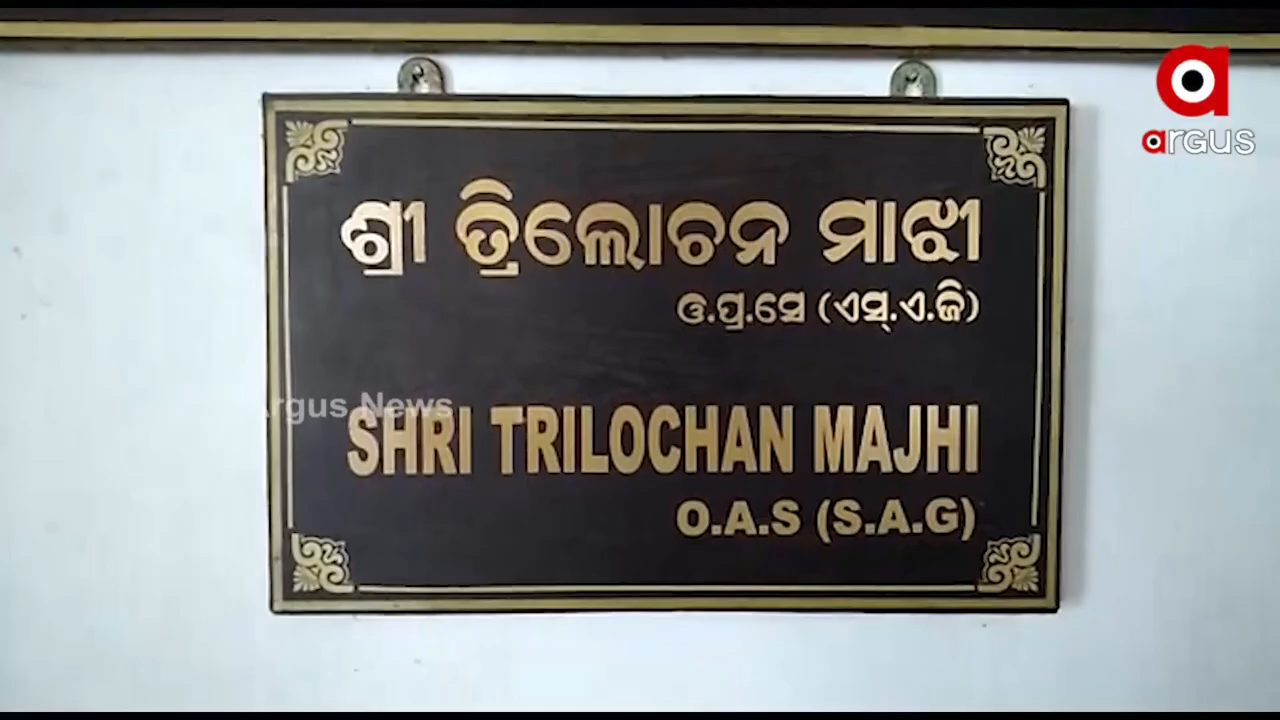 argus
ଶ୍ରୀ ତ୍ରିଲୋଚନ ମାଝୀ
ଓ.ପ୍ର.ସେ (ଏସ୍.ଏ.ଜି)
Argus News
SHRI TRILOCHAN MAJHI
O.A.S (S.A.G)